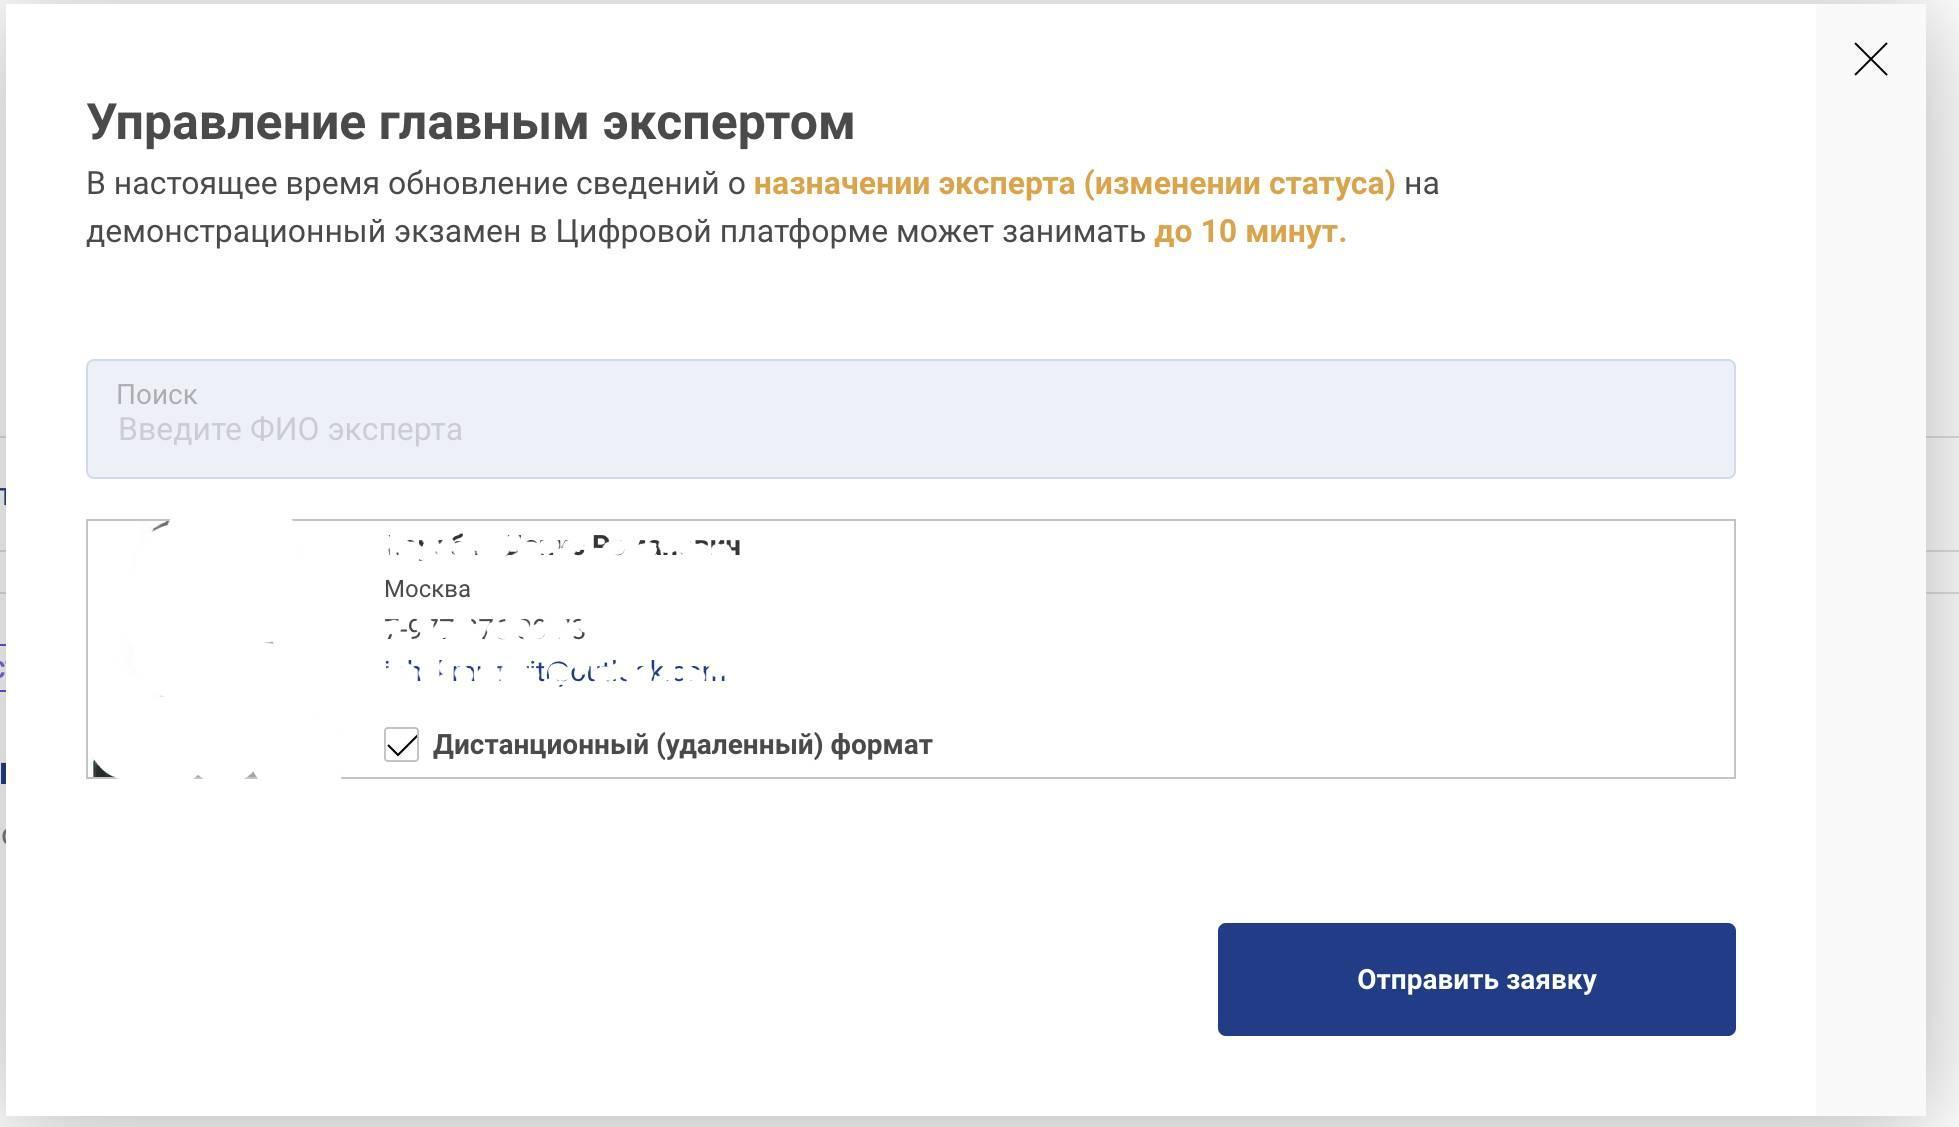 Управление главным экспертом
В настоящее время обновление сведений о назначении эксперта (изменении статуса) на
демонстрационный экзамен в Цифровой платформе может занимать до 10 минут.
Поиск
Введите ФИО эксперта
Москва
Дистанционный (удаленный) формат
Отправить заявку